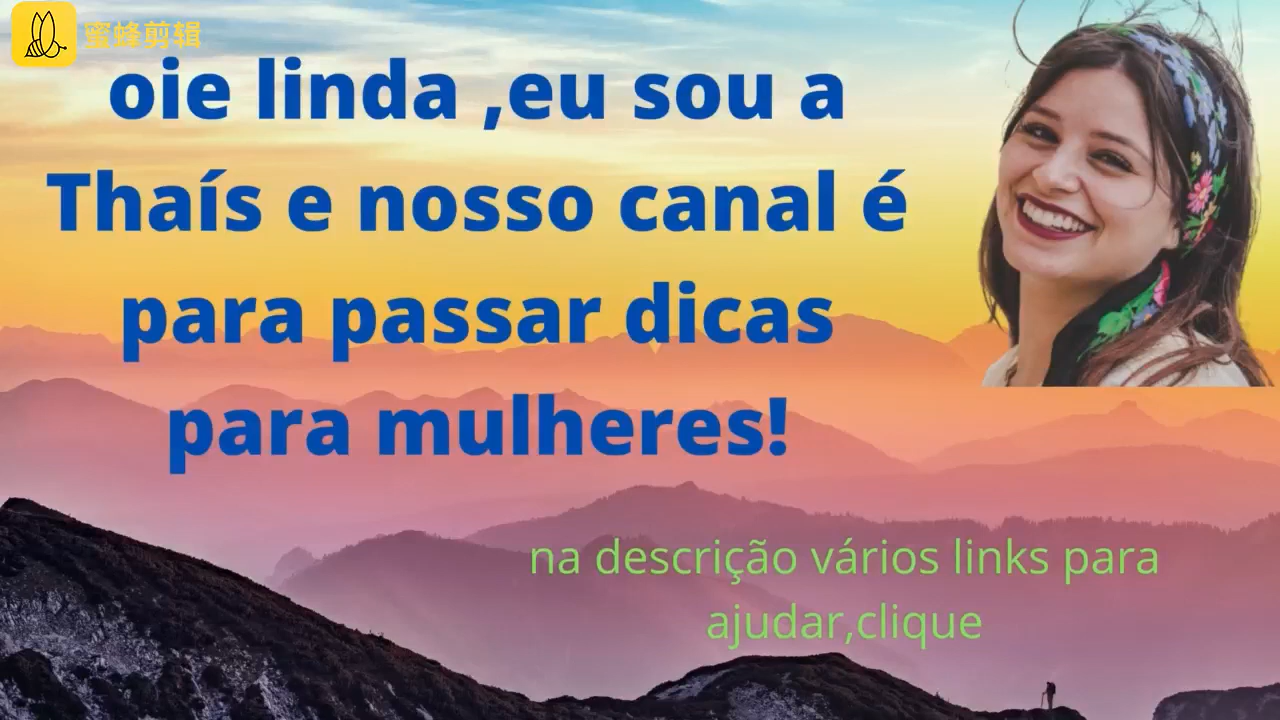 蜜蜂剪辑
oie linda ,eu sou a
Thaís e nosso canal é
para passar dicas
para mulheres!
na descrição vários links para
ajudar,clique